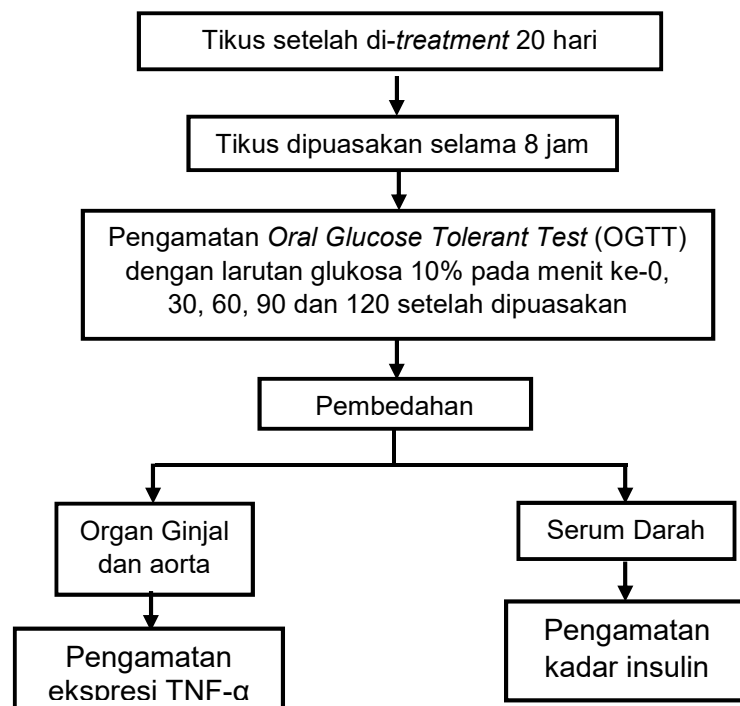 Tikus setelah di-treatment 20 hari
Tikus dipuasakan selama 8 jam
Pengamatan Oral Glucose Tolerant Test (OGTT)
dengan larutan glukosa 10% pada menit ke-0,
30, 60, 90 dan 120 setelah dipuasakan
Pembedahan
Organ Ginjal
dan aorta
Serum Darah
Pengamatan
ekspresi TNF-α
Pengamatan
kadar insulin